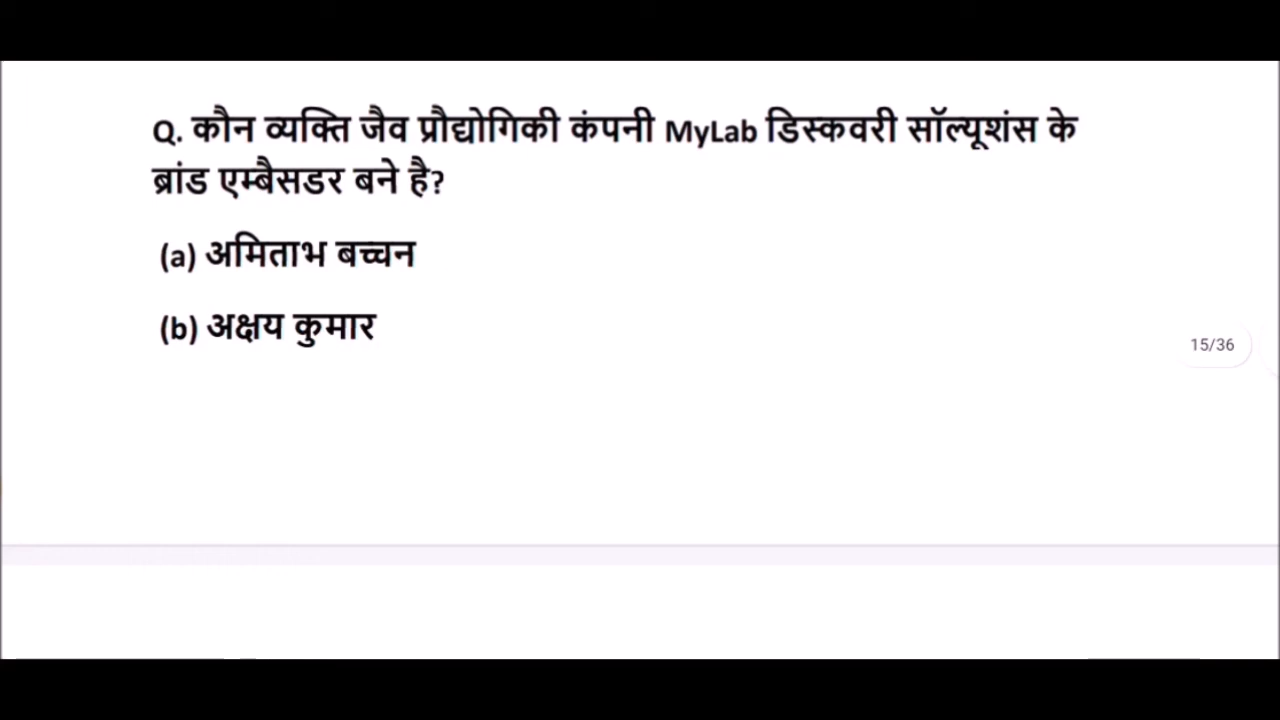 Q. कौन व्यक्ति जैव प्रौद्योगिकी कंपनी MyLab डिस्कवरी सॉल्यूशंस के
ब्रांड एम्बैसडर बने है?
(a) अमिताभ बच्चन
(b) अक्षय कुमार
15/36